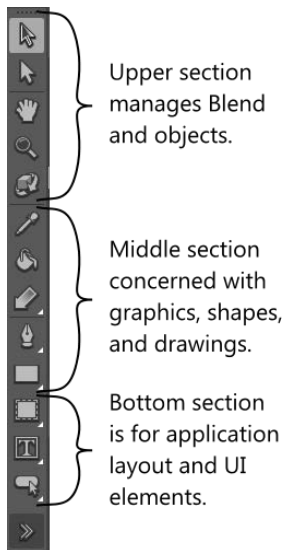 Upper section
manages Blend
and objects.
Middle section
concerned with
graphics, shapes,
and drawings.
T
Bottom section
is for application
layout and UI
elements.